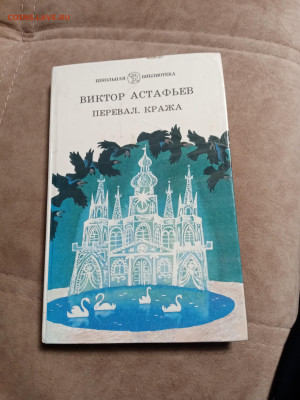 ШКОЛЬНАЯ БИБЛИОТЕКА
ВИКТОР АСТАФЬЕВ
ПЕРЕВАЛ. КРАЖА